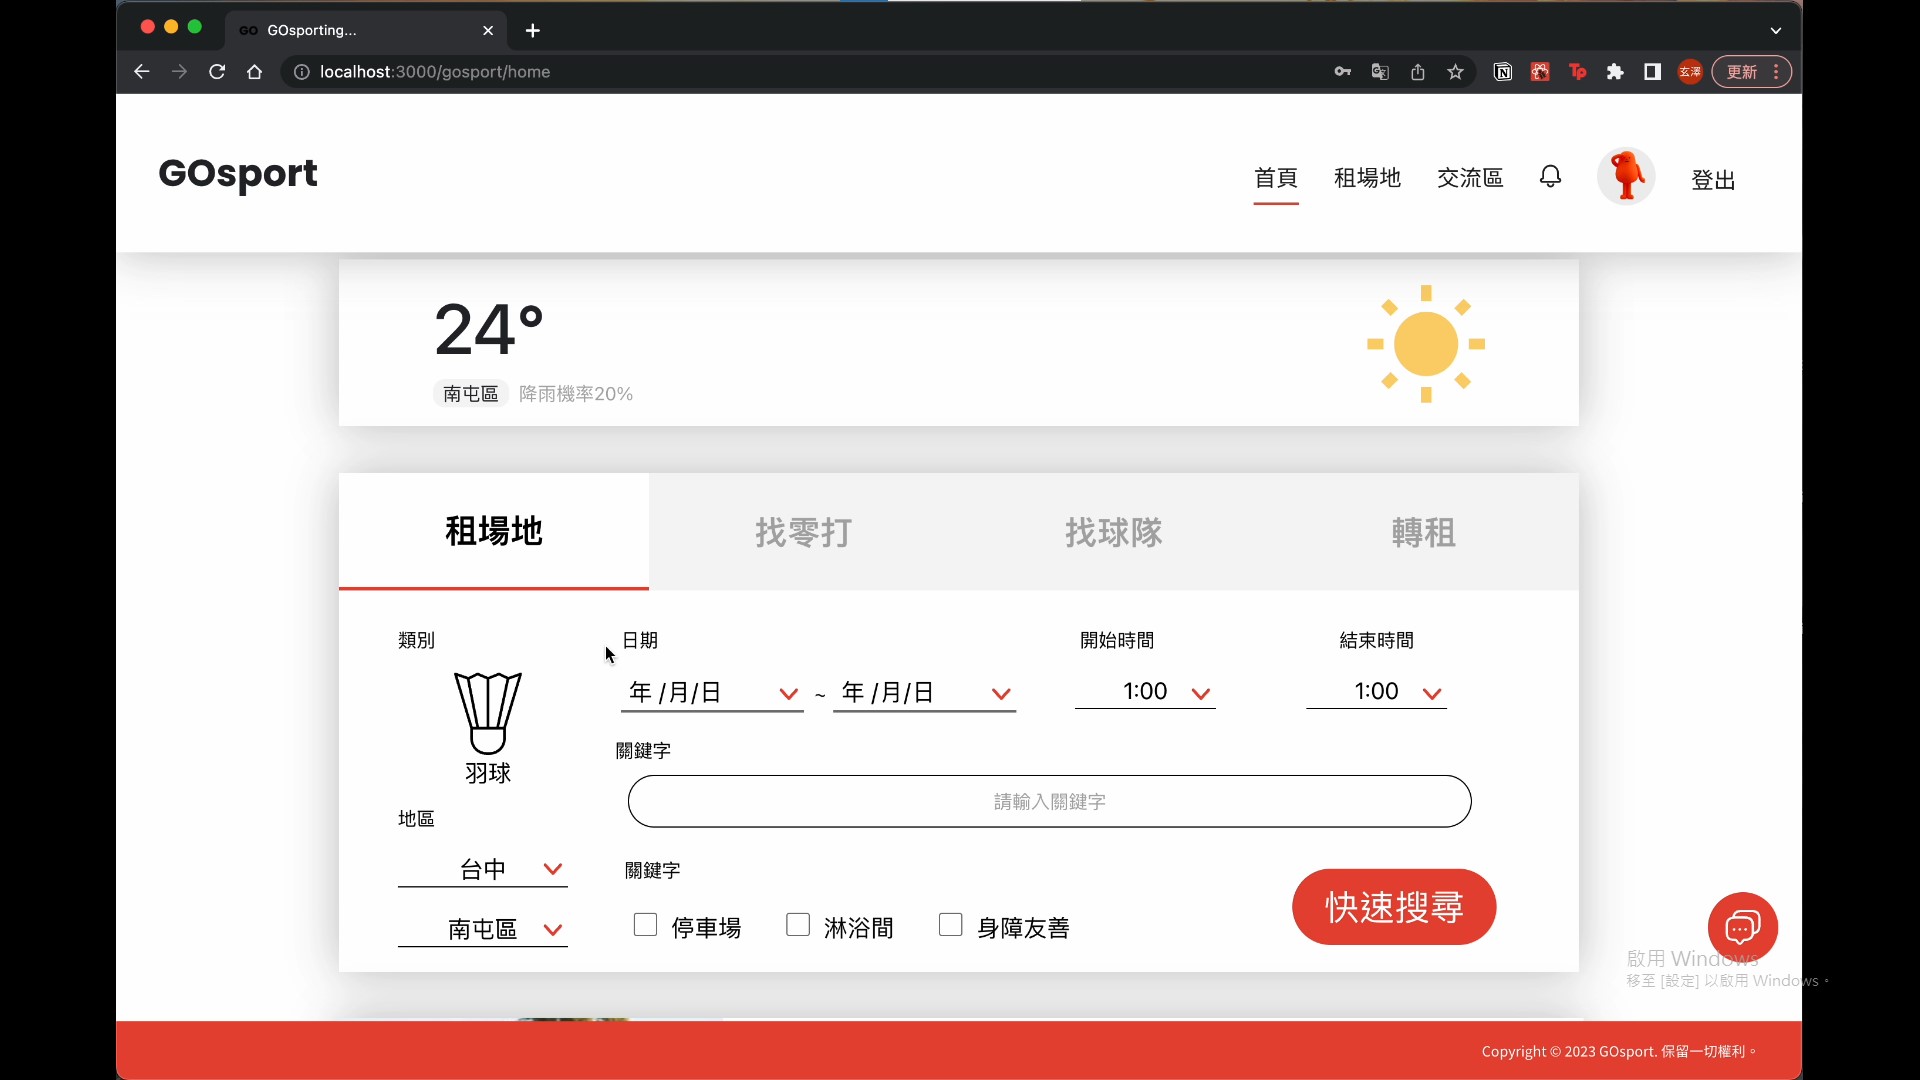 GO GOsporting...
localhost:3000/gosport/home
玄澤
更新
GOsport
首頁 租場地 交流區 登出
24°
南屯區 降雨機率20%
租場地 找零打 找球隊 轉租
類別 日期 開始時間 結束時間
年 /月/日 ~ 年 /月/日 1:00 1:00
羽球
關鍵字
請輸入關鍵字
地區
台中
南屯區
關鍵字
停車場 淋浴間 身障友善
快速搜尋
啟用 Windows
移至 [設定] 以啟用 Windows。
Copyright © 2023 GOsport. 保留一切權利。